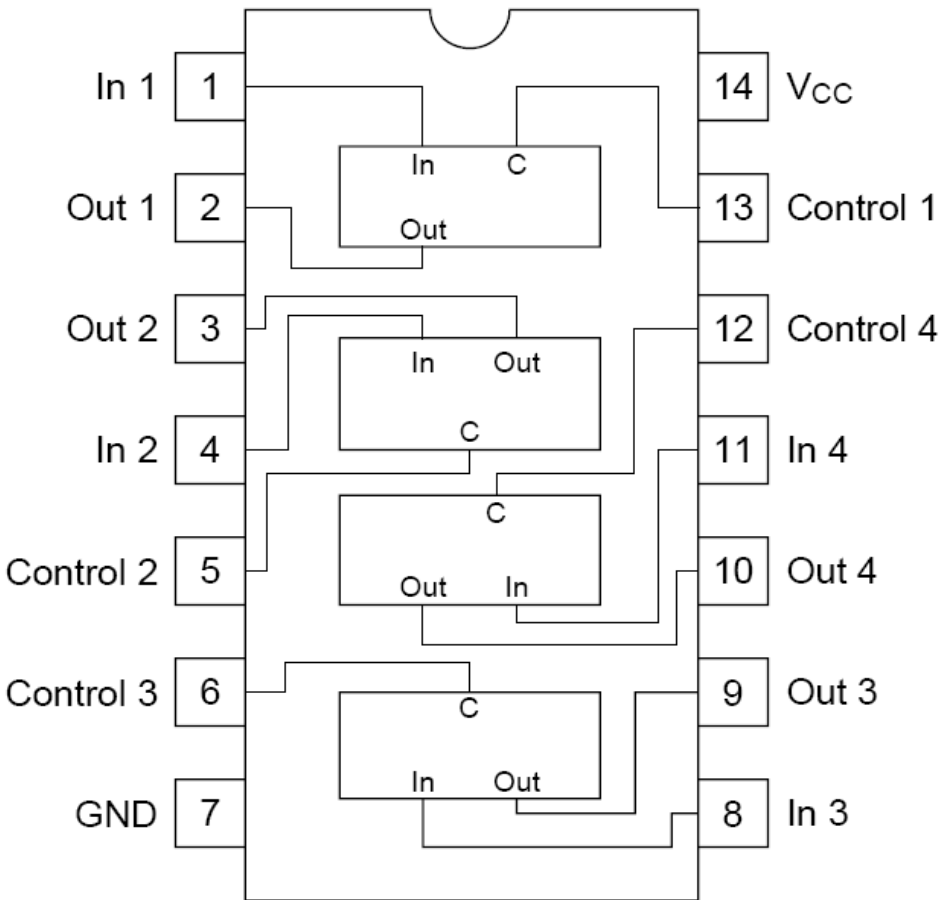 In 1 1 14 VCC
In C
Out 1 2 13 Control 1
Out
Out 2 3 12 Control 4
In Out
In 2 4 11 In 4
C
C
Control 2 5 10 Out 4
Out In
Control 3 6 9 Out 3
C
In Out
GND 7 8 In 3